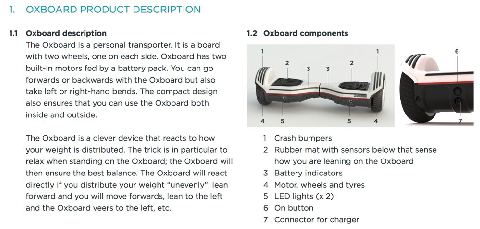 1. OXBOARD PRODUCT DESCRIPTION
1.1 Oxboard description
The Oxboard is a personal transporter. It is a board
with two wheels, one on each side. Oxboard has two
built-in motors fed by a battery pack. You can go
forwards or backwards with the Oxboard but also
take left or right-hand bends. The compact design
also ensures that you can use the Oxboard both
inside and outside.
The Oxboard is a clever device that reacts to how
your weight is distributed. The trick is in particular to
relax when standing on the Oxboard; the Oxboard will
then ensure the best balance. The Oxboard will react
directly if you distribute your weight "unevenly". lean
forward and you will move forwards, lean to the left
and the Oxboard veers to the left, etc.
1.2 Oxboard components
1 1
2 3 3 2
4 5 5 4
6
7
1 Crash bumpers
2 Rubber mat with sensors below that sense
how you are leaning on the Oxboard
3 Battery indicators
4 Motor, wheels and tyres
5 LED lights (x 2)
6 On button
7 Connector for charger